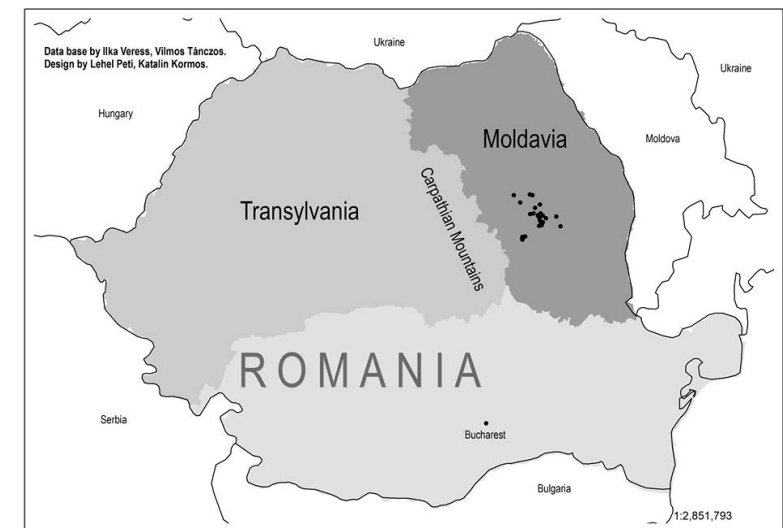 Data base by Ilka Veress, Vilmos Tánczos.
Design by Lehel Peti, Katalin Kormos.
Ukraine
Ukraine
Hungary
Moldavia
Moldova
Transylvania
Carpathian Mountains
ROMANIA
Serbia
Bucharest
Bulgaria
1:2,851,793